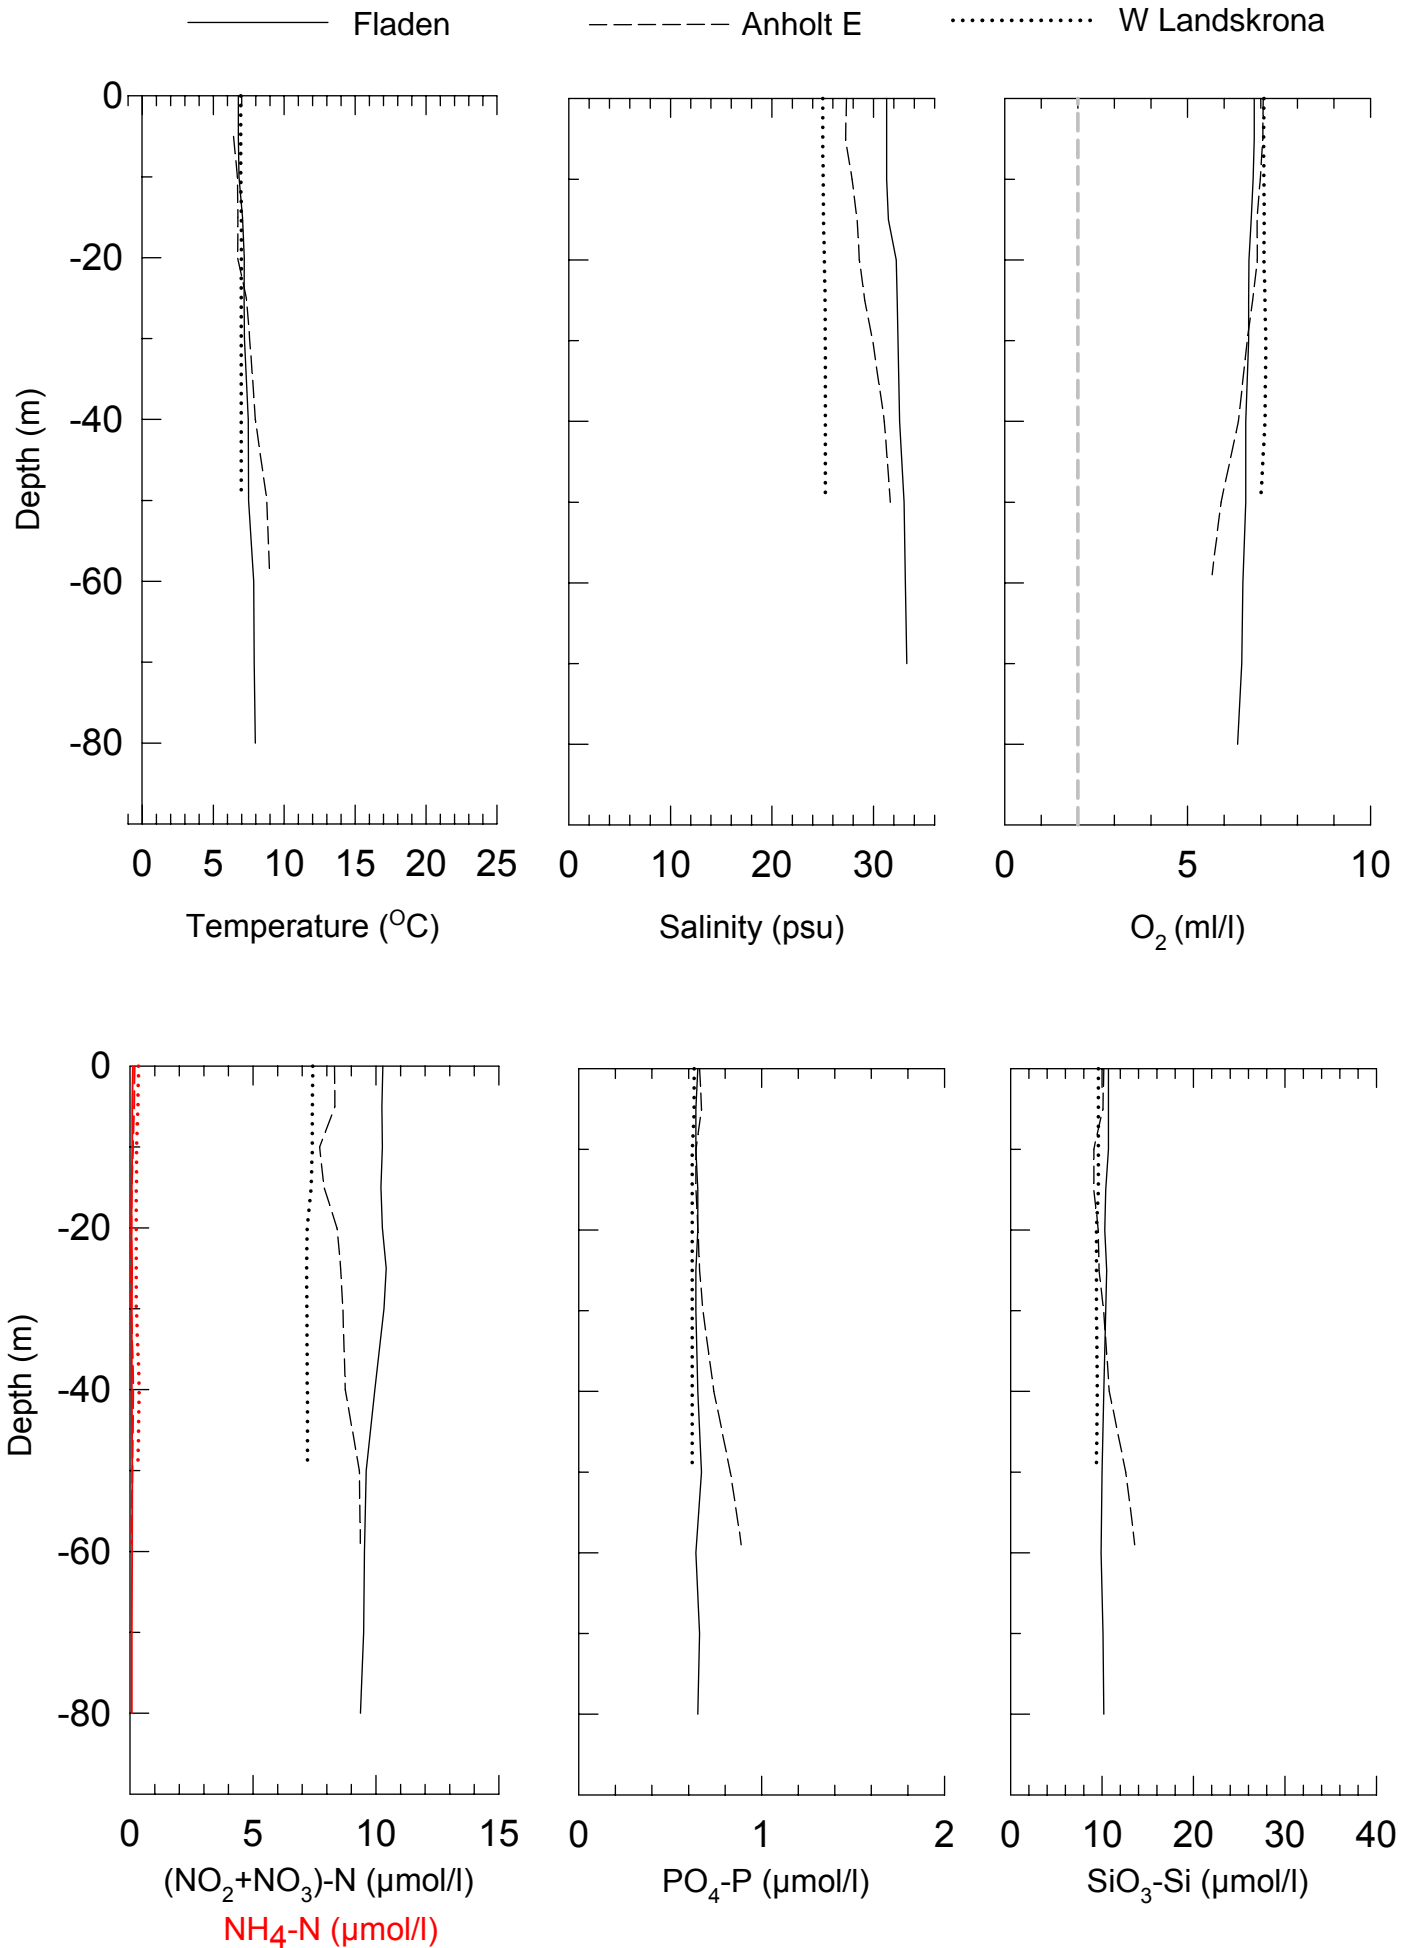 Fladen Anholt E W Landskrona
0
-20
-40
-60
-80
Depth (m)
0 5 10 15 20 25
Temperature (OC)
0 10 20 30
Salinity (psu)
0 5 10
O2 (ml/l)
0
-20
-40
-60
-80
Depth (m)
0 5 10 15
(NO2+NO3)-N (µmol/l)
NH4-N (µmol/l)
0 1 2
PO4-P (µmol/l)
0 10 20 30 40
SiO3-Si (µmol/l)